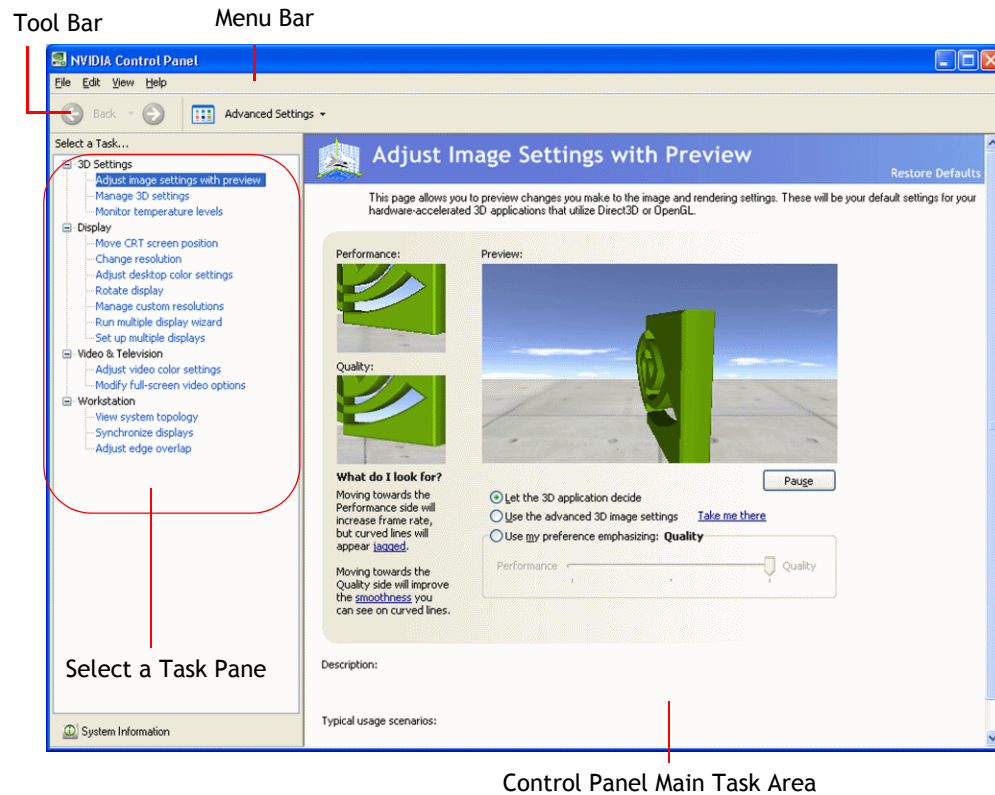 Tool Bar
Menu Bar
NVIDIA Control Panel
File Edit View Help
Back
Advanced Settings
Select a Task...
3D Settings
Adjust image settings with preview
Manage 3D settings
Monitor temperature levels
Display
Move CRT screen position
Change resolution
Adjust desktop color settings
Rotate display
Manage custom resolutions
Run multiple display wizard
Set up multiple displays
Video & Television
Adjust video color settings
Modify full-screen video options
Workstation
View system topology
Synchronize displays
Adjust edge overlap
Select a Task Pane
System Information
Adjust Image Settings with Preview
Restore Defaults
This page allows you to preview changes you make to the image and rendering settings. These will be your default settings for your
hardware-accelerated 3D applications that utilize Direct3D or OpenGL.
Performance:
Preview:
Quality:
What do I look for?
Moving towards the
Performance side will
increase frame rate,
but curved lines will
appear jagged.
Moving towards the
Quality side will improve
the smoothness you
can see on curved lines.
Pause
Let the 3D application decide
Use the advanced 3D image settings Take me there
Use my preference emphasizing: Quality
Performance Quality
Description:
Typical usage scenarios:
Control Panel Main Task Area